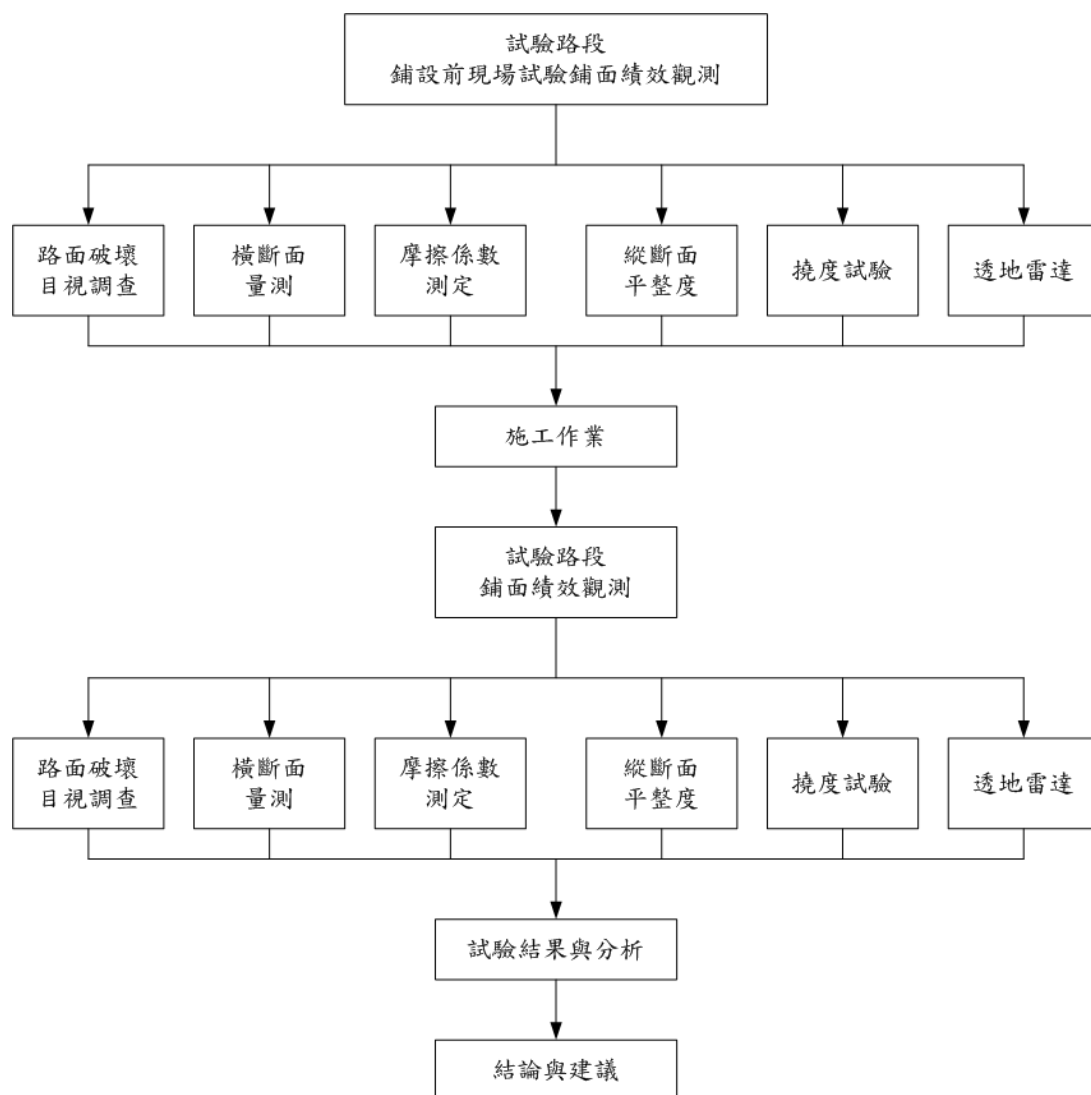 試驗路段
鋪設前現場試驗鋪面績效觀測
路面破壞
目視調查
橫斷面
量測
摩擦係數
測定
縱斷面
平整度
撓度試驗
透地雷達
施工作業
試驗路段
鋪面績效觀測
路面破壞
目視調查
橫斷面
量測
摩擦係數
測定
縱斷面
平整度
撓度試驗
透地雷達
試驗結果與分析
結論與建議